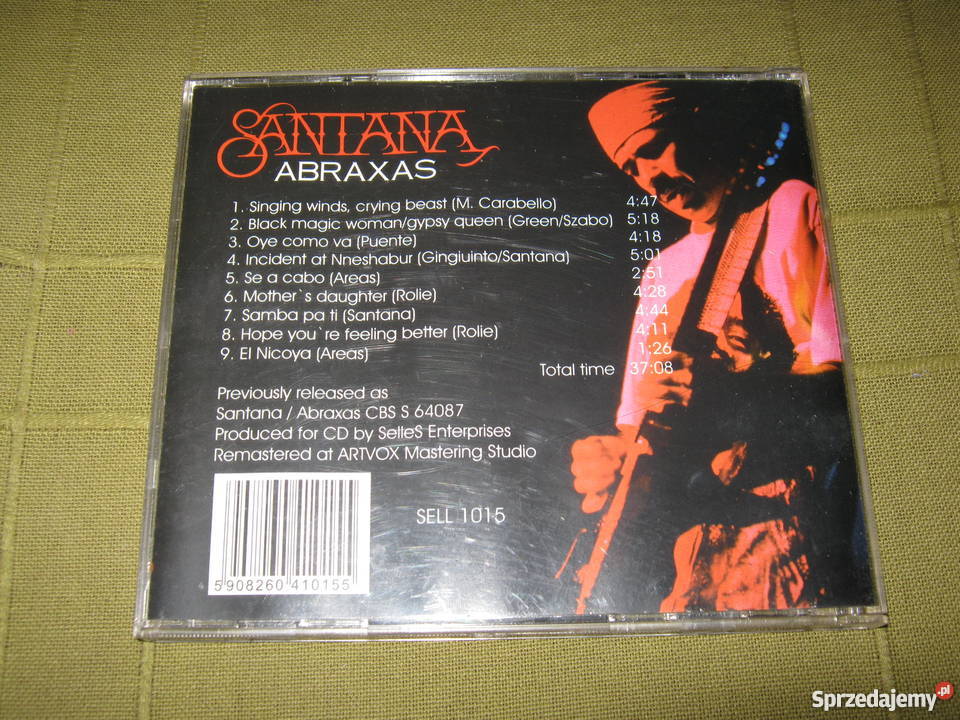 SANTANA
ABRAXAS
1. Singing winds, crying beast (M. Carabello) 4:47
2. Black magic woman/gypsy queen (Green/Szabo) 5:18
3. Oye como va (Puente) 4:18
4. Incident at Nneshabur (Gingiuinto/Santana) 5:01
5. Se a cabo (Areas) 2:51
6. Mother`s daughter (Rolie) 4:28
7. Samba pa ti (Santana) 4:44
8. Hope you`re feeling better (Rolie) 4:11
9. El Nicoya (Areas) 1:26
Total time 37:08
Previously released as
Santana / Abraxas CBS S 64087
Produced for CD by SelleS Enterprises
Remastered at ARTVOX Mastering Studio
SELL 1015
5 908260 410155
Sprzedajemy.pl